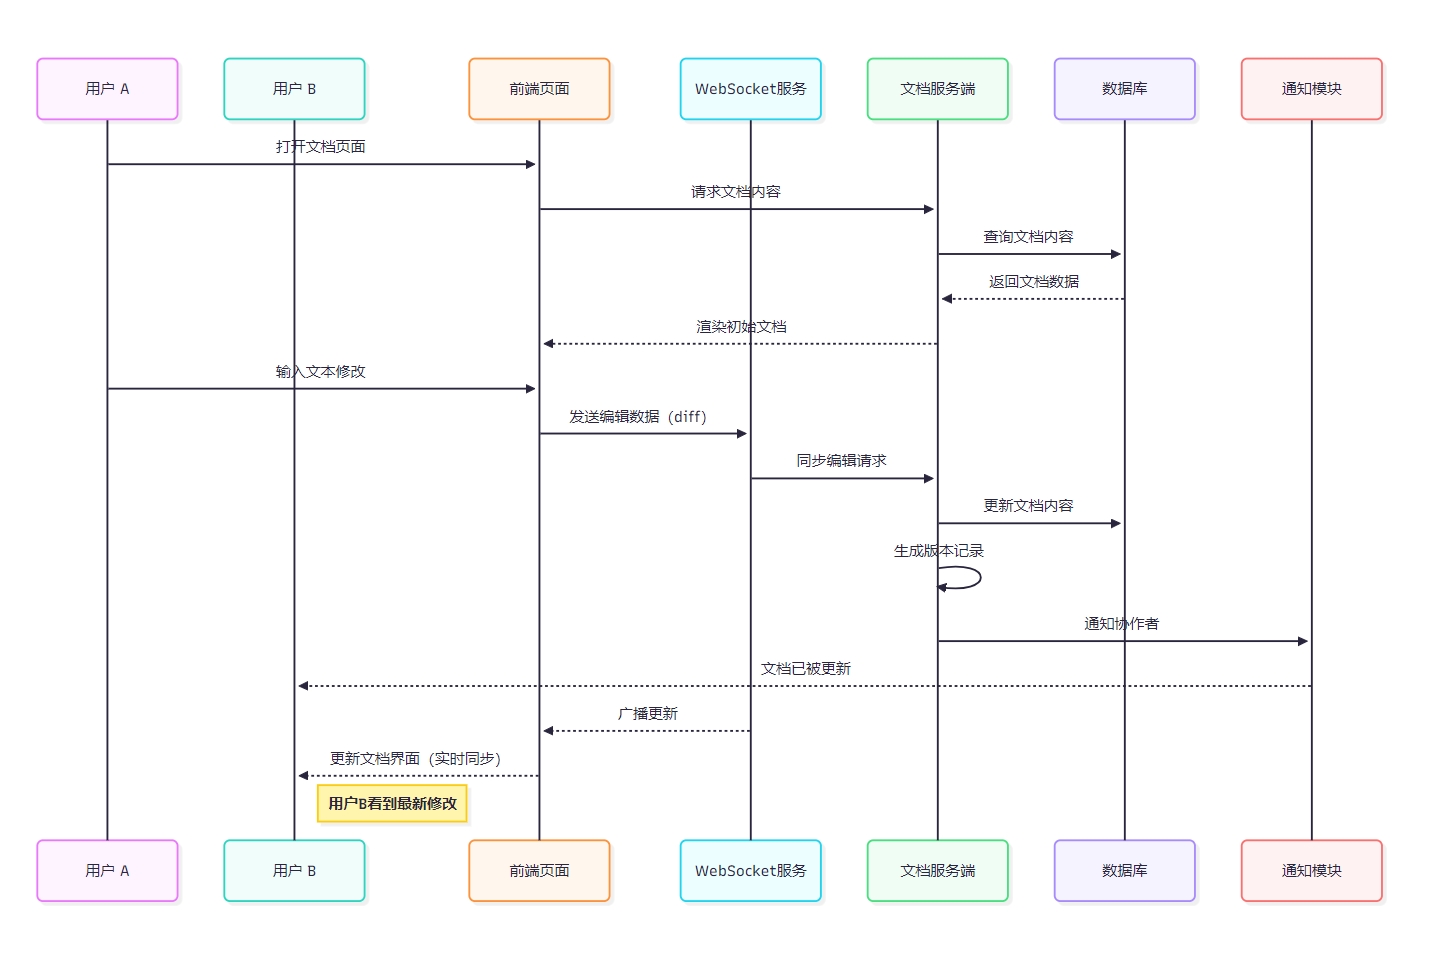 用户 A
用户 B
前端页面
WebSocket服务
文档服务端
数据库
通知模块
打开文档页面
请求文档内容
查询文档内容
返回文档数据
渲染初始文档
输入文本修改
发送编辑数据（diff）
同步编辑请求
更新文档内容
生成版本记录
通知协作者
文档已被更新
广播更新
更新文档界面（实时同步）
用户B看到最新修改
用户 A
用户 B
前端页面
WebSocket服务
文档服务端
数据库
通知模块